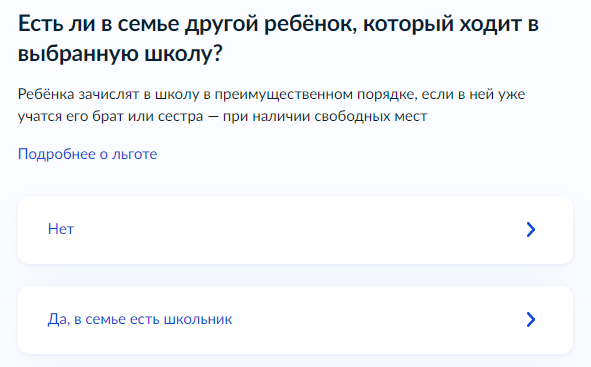 Есть ли в семье другой ребёнок, который ходит в
выбранную школу?
Ребёнка зачислят в школу в преимущественном порядке, если в ней уже
учатся его брат или сестра — при наличии свободных мест
Подробнее о льготе
Нет
Да, в семье есть школьник